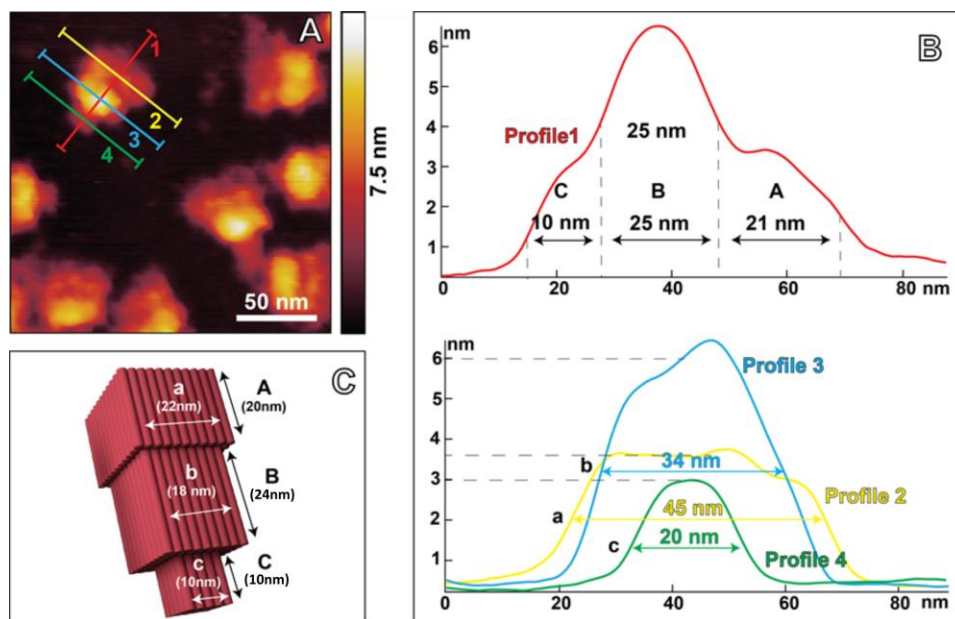 A
1
2
3
4
50 nm
7.5 nm
B
nm
6
5
4
3
2
1
Profile1
25 nm
C
B
A
10 nm
25 nm
21 nm
0
20
40
60
80 nm
C
a
(22nm)
A
(20nm)
b
(18 nm)
B
(24nm)
c
(10nm)
C
(10nm)
nm
6
5
4
3
2
1
Profile 3
b
34 nm
Profile 2
a
45 nm
c
20 nm
Profile 4
0
20
40
60
80 nm